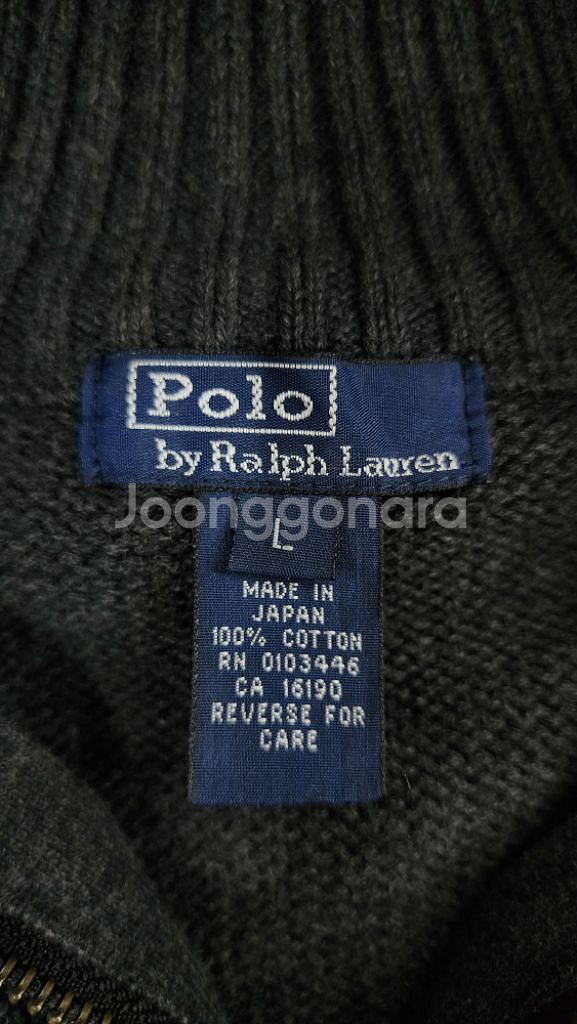 Polo
by Ralph Lauren
Joonggonara
L
MADE IN
JAPAN
100% COTTON
RN 0103446
CA 16190
REVERSE FOR
CARE